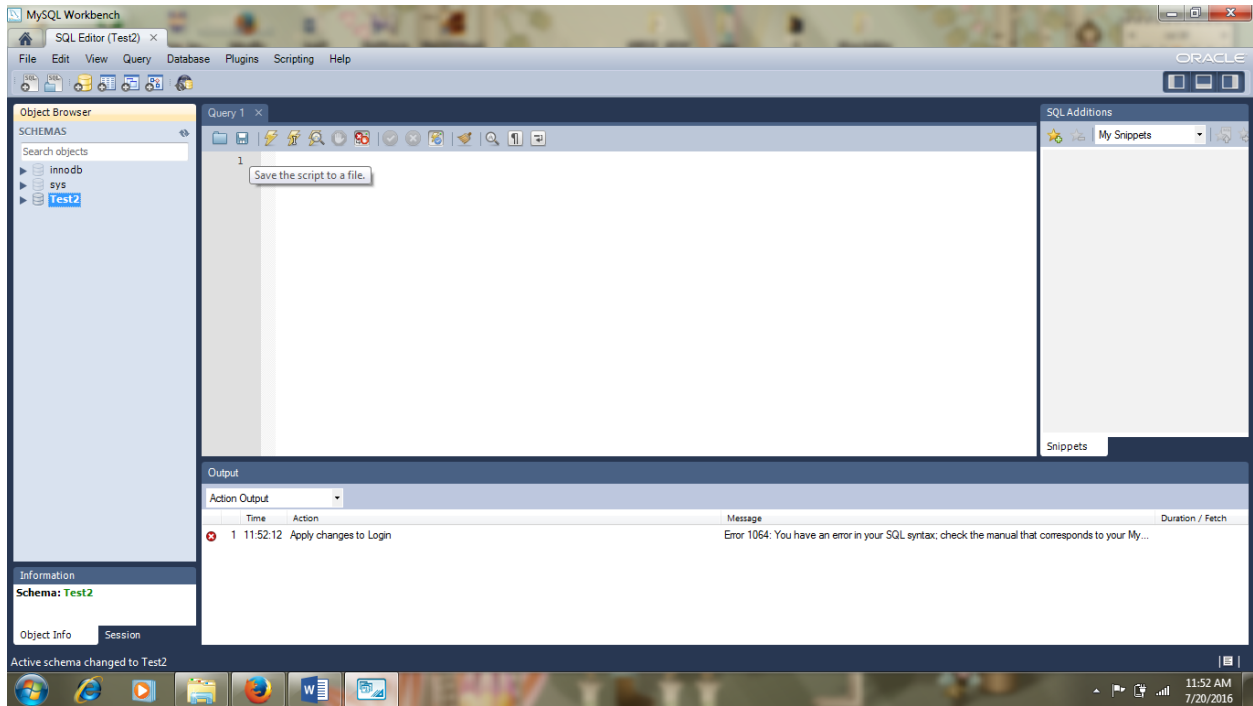 MySQL Workbench
SQL Editor (Test2) ×
File Edit View Query Database Plugins Scripting Help
ORACLE
Object Browser
Query 1 ×
SQL Additions
SCHEMAS
My Snippets
Search objects
1
innodb
Save the script to a file.
sys
Test2
Snippets
Output
Action Output
Time Action Message Duration / Fetch
1 11:52:12 Apply changes to Login Error 1064: You have an error in your SQL syntax; check the manual that corresponds to your My...
Information
Schema: Test2
Object Info Session
Active schema changed to Test2
11:52 AM
7/20/2016